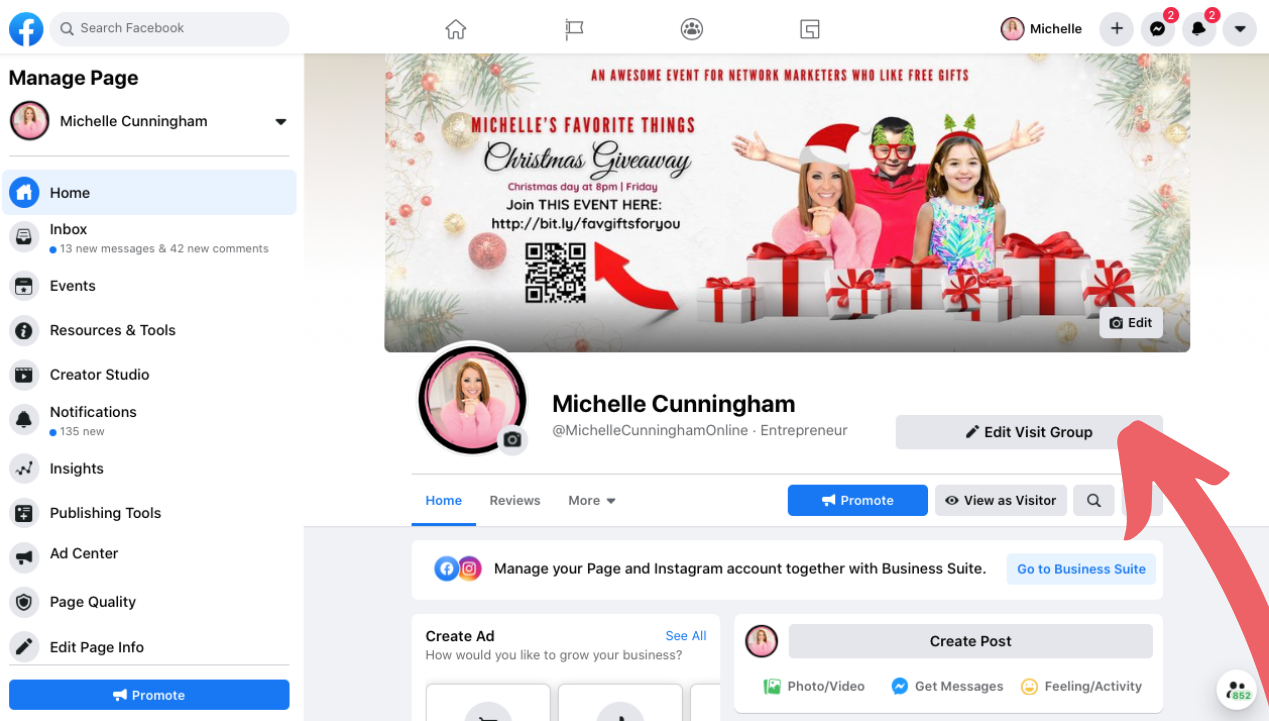 Search Facebook
Michelle
2
2
Manage Page
Michelle Cunningham
Home
Inbox
13 new messages & 42 new comments
Events
Resources & Tools
Creator Studio
Notifications
135 new
Insights
Publishing Tools
Ad Center
Page Quality
Edit Page Info
Promote
AN AWESOME EVENT FOR NETWORK MARKETERS WHO LIKE FREE GIFTS
MICHELLE'S FAVORITE THINGS
Christmas Giveaway
Christmas day at 8pm | Friday
Join THIS EVENT HERE:
http://bit.ly/favgiftsforyou
Edit
Michelle Cunningham
@MichelleCunninghamOnline · Entrepreneur
Edit Visit Group
Home Reviews More
Promote View as Visitor
Manage your Page and Instagram account together with Business Suite.
Go to Business Suite
Create Ad See All
How would you like to grow your business?
Create Post
Photo/Video Get Messages Feeling/Activity
852